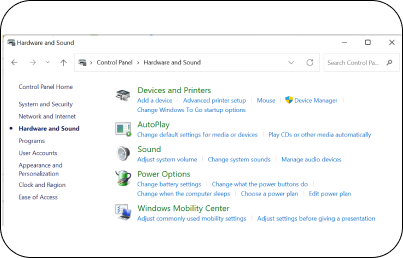 Hardware and Sound
Control Panel > Hardware and Sound
Search Control Pa...
Control Panel Home
System and Security
Network and Internet
Hardware and Sound
Programs
User Accounts
Appearance and
Personalization
Clock and Region
Ease of Access
Devices and Printers
Add a device | Advanced printer setup | Mouse | Device Manager |
Change Windows To Go startup options
AutoPlay
Change default settings for media or devices | Play CDs or other media automatically
Sound
Adjust system volume | Change system sounds | Manage audio devices
Power Options
Change battery settings | Change what the power buttons do |
Change when the computer sleeps | Choose a power plan | Edit power plan
Windows Mobility Center
Adjust commonly used mobility settings | Adjust settings before giving a presentation